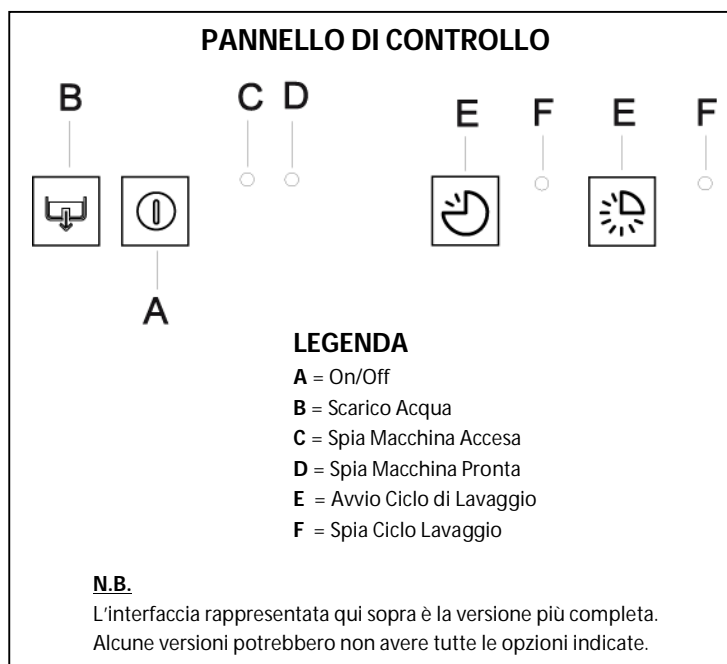 PANNELLO DI CONTROLLO
B C D E F E F
A
LEGENDA
A = On/Off
B = Scarico Acqua
C = Spia Macchina Accesa
D = Spia Macchina Pronta
E = Avvio Ciclo di Lavaggio
F = Spia Ciclo Lavaggio
N.B.
L'interfaccia rappresentata qui sopra è la versione più completa.
Alcune versioni potrebbero non avere tutte le opzioni indicate.